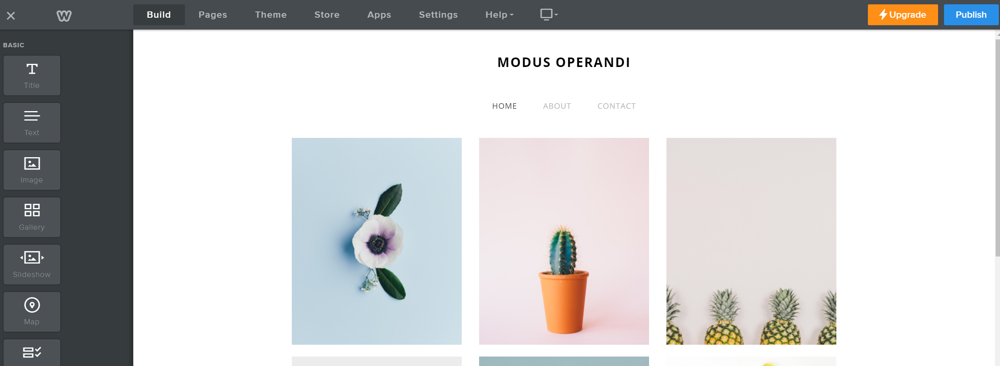 Build Pages Theme Store Apps Settings Help Upgrade Publish
BASIC
Title
Text
Image
Gallery
Slideshow
Map
MODUS OPERANDI
HOME ABOUT CONTACT